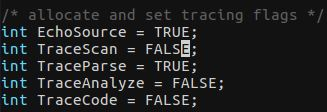 /* allocate and set tracing flags */
int EchoSource = TRUE;
int TraceScan = FALSE;
int TraceParse = TRUE;
int TraceAnalyze = FALSE;
int TraceCode = FALSE;